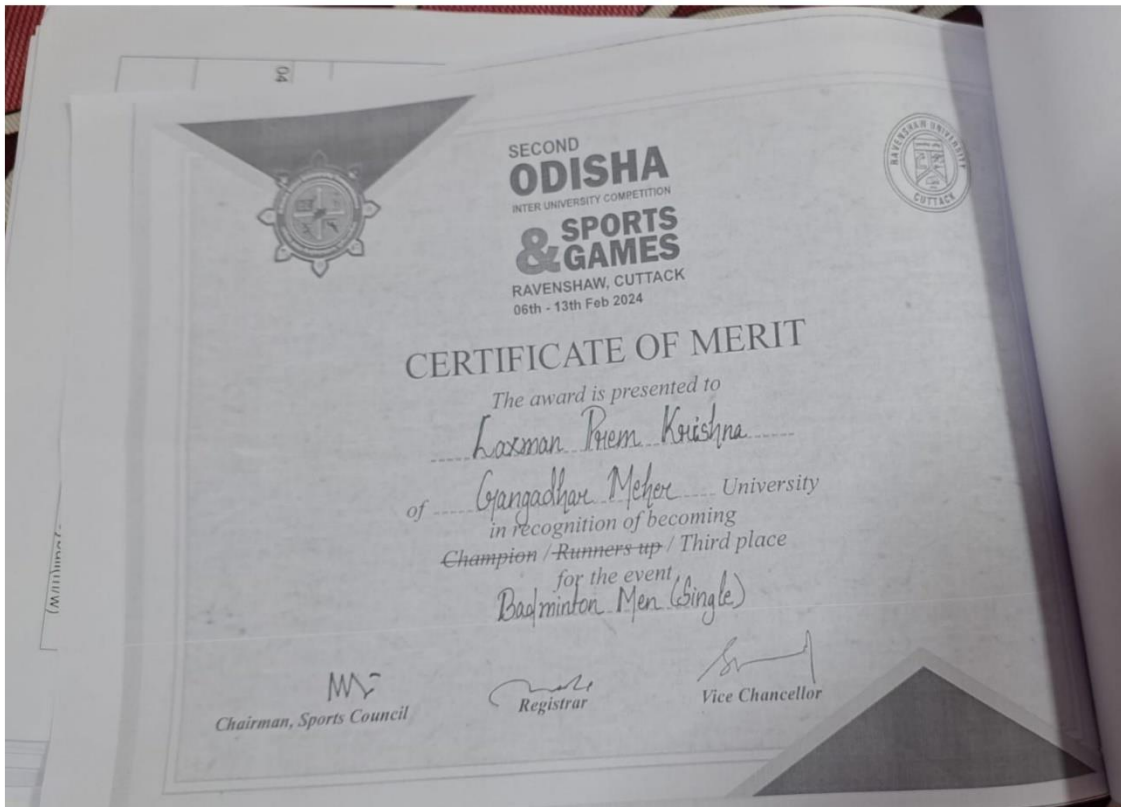 04
SECOND
ODISHA
INTER UNIVERSITY COMPETITION
& SPORTS
GAMES
RAVENSHAW, CUTTACK
06th - 13th Feb 2024
RAVENSHAW UNIVERSITY
CUTTACK
CERTIFICATE OF MERIT
The award is presented to
Laxman Prem Krishna
of Gangadhar Meher University
in recognition of becoming
Champion / Runners up / Third place
for the event
Badminton Men (Single)
Chairman, Sports Council
Registrar
Vice Chancellor